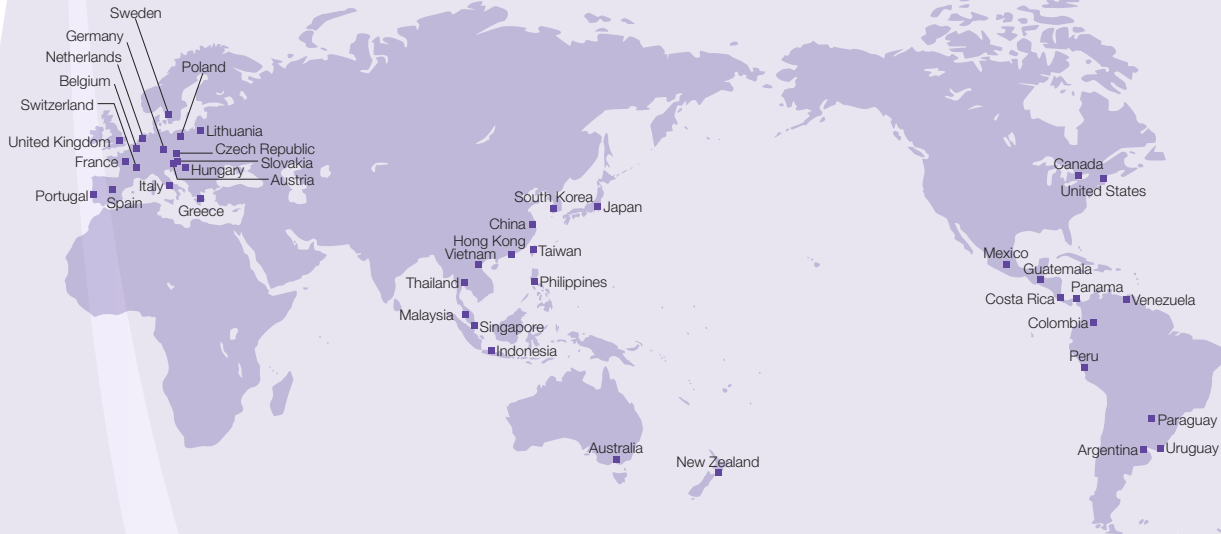 Sweden
Germany
Netherlands
Poland
Belgium
Switzerland
Lithuania
United Kingdom
Czech Republic
France
Slovakia
Hungary
Austria
Italy
Portugal
Spain
Greece
South Korea
Japan
China
Hong Kong
Taiwan
Vietnam
Thailand
Philippines
Malaysia
Singapore
Indonesia
Australia
New Zealand
Canada
United States
Mexico
Guatemala
Panama
Costa Rica
Venezuela
Colombia
Peru
Paraguay
Argentina
Uruguay